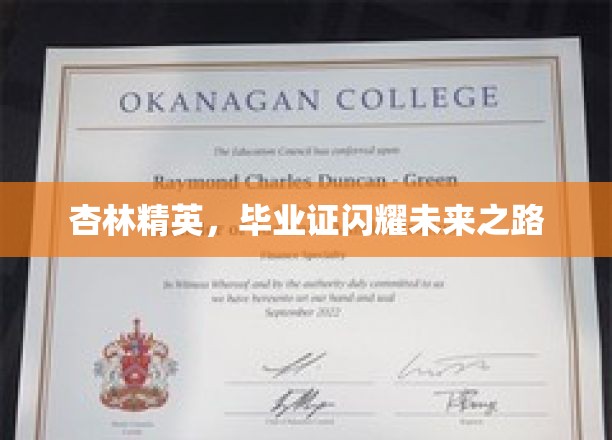 OKANAGAN COLLEGE
The Education Council has conferred upon
Raymond Charles Duncan - Green
杏林精英，毕业证闪耀未来之路
Finance Specialty
In Witness Whereof and by the authority duly committed to us
we have hereunto set our hand and seal
September 2022